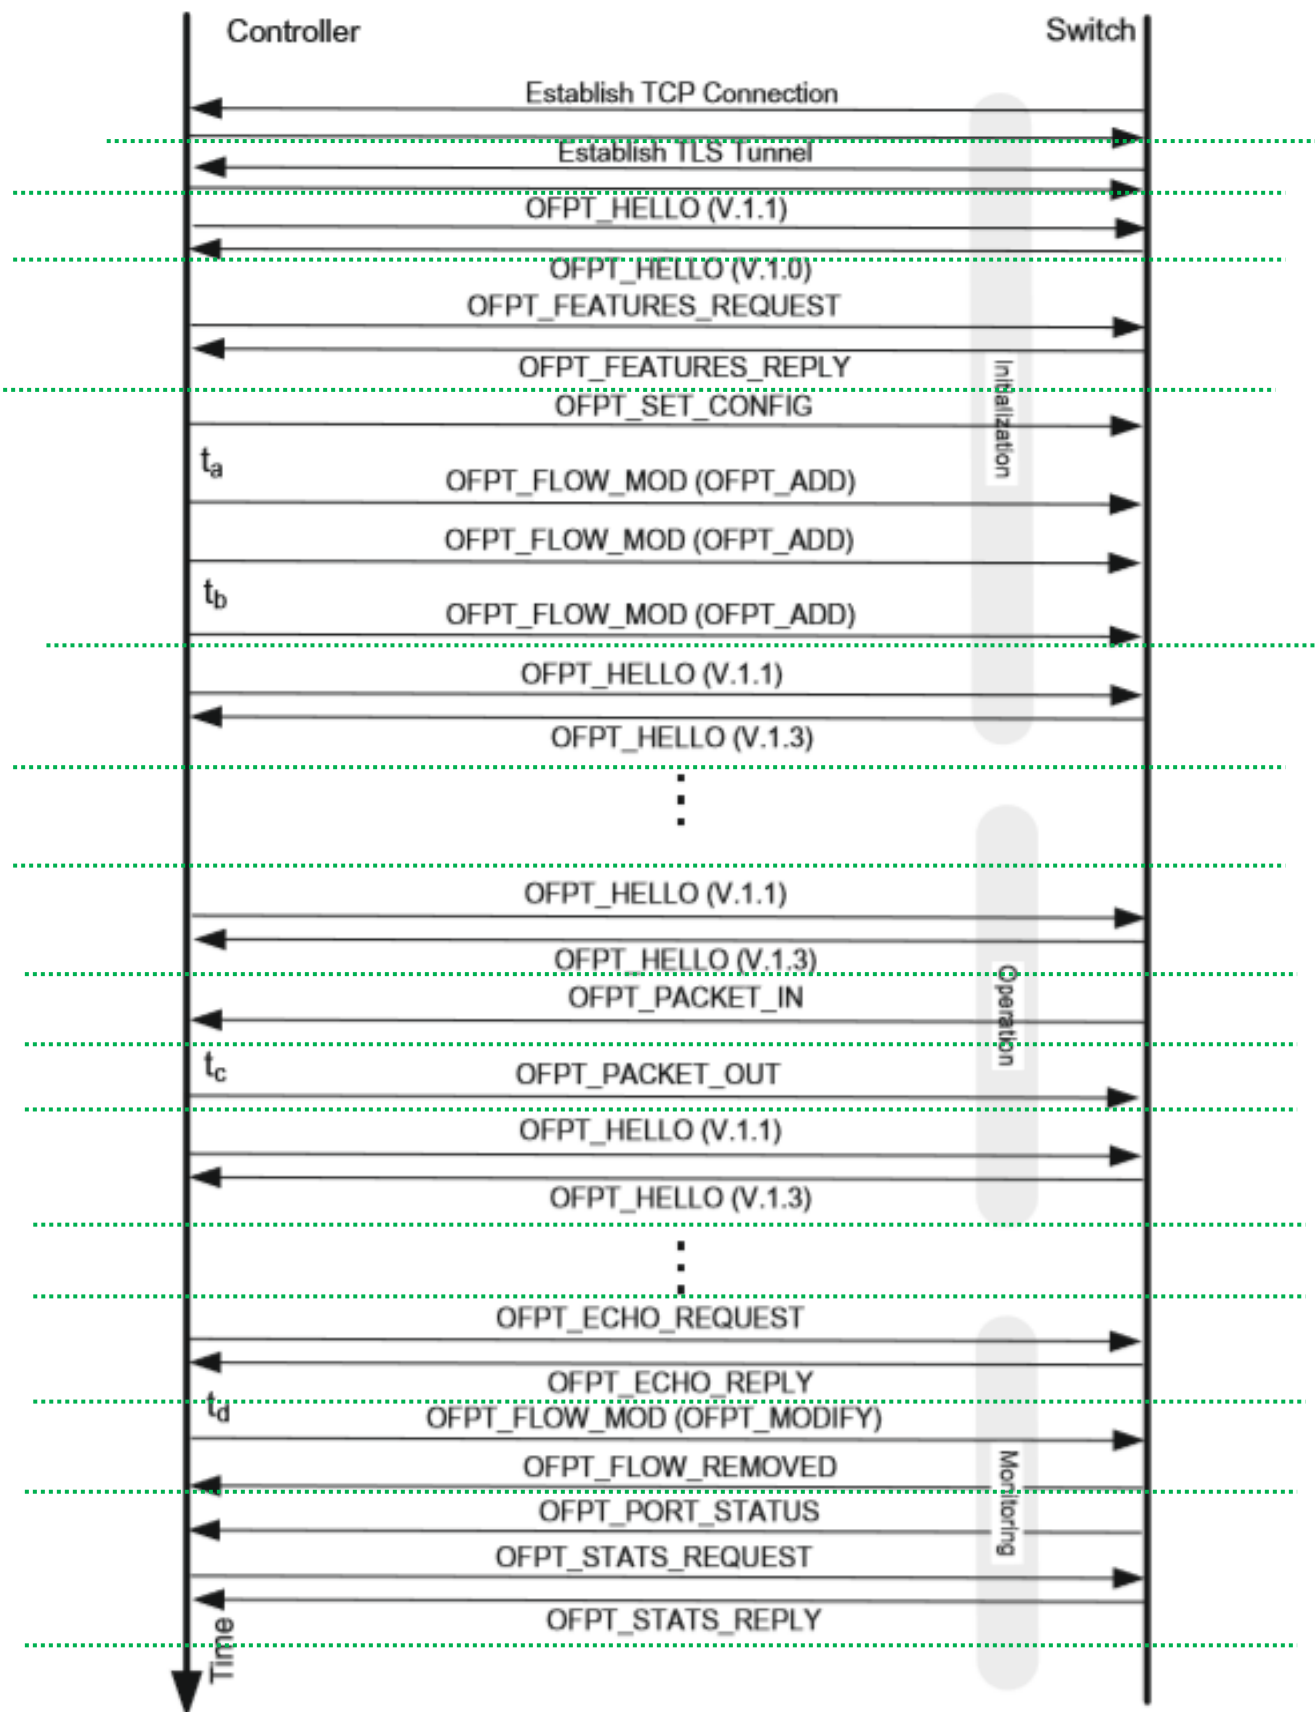 Controller
Switch
Establish TCP Connection
Establish TLS Tunnel
OFPT_HELLO (V.1.1)
OFPT_HELLO (V.1.0)
OFPT_FEATURES_REQUEST
OFPT_FEATURES_REPLY
Initialization
OFPT_SET_CONFIG
ta
OFPT_FLOW_MOD (OFPT_ADD)
OFPT_FLOW_MOD (OFPT_ADD)
tb
OFPT_FLOW_MOD (OFPT_ADD)
OFPT_HELLO (V.1.1)
OFPT_HELLO (V.1.3)
OFPT_HELLO (V.1.1)
OFPT_HELLO (V.1.3)
Operation
OFPT_PACKET_IN
tc
OFPT_PACKET_OUT
OFPT_HELLO (V.1.1)
OFPT_HELLO (V.1.3)
OFPT_ECHO_REQUEST
OFPT_ECHO_REPLY
td
OFPT_FLOW_MOD (OFPT_MODIFY)
OFPT_FLOW_REMOVED
Monitoring
OFPT_PORT_STATUS
OFPT_STATS_REQUEST
OFPT_STATS_REPLY
Time